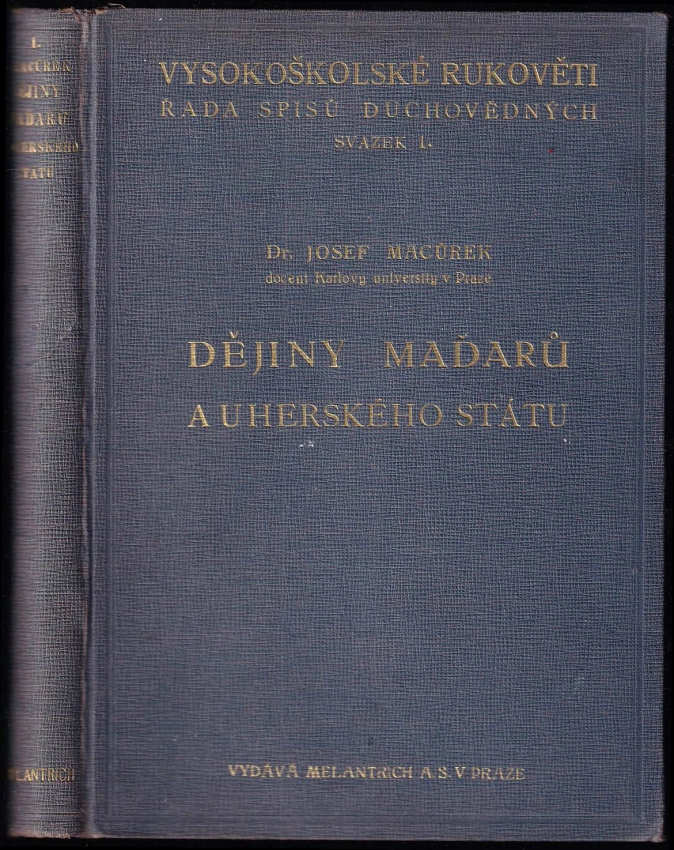 I.
MACŮREK
DĚJINY
MAĎARŮ
UHERSKÉHO
STÁTU
MELANTRICH
VYSOKOŠKOLSKÉ RUKOVĚTI
ŘADA SPISŮ DUCHOVĚDNÝCH
SVAZEK I.
Dr. JOSEF MACŮREK
docent Karlovy university v Praze
DĚJINY MAĎARŮ
A UHERSKÉHO STÁTU
VYDÁVÁ MELANTRICH A. S. V PRAZE